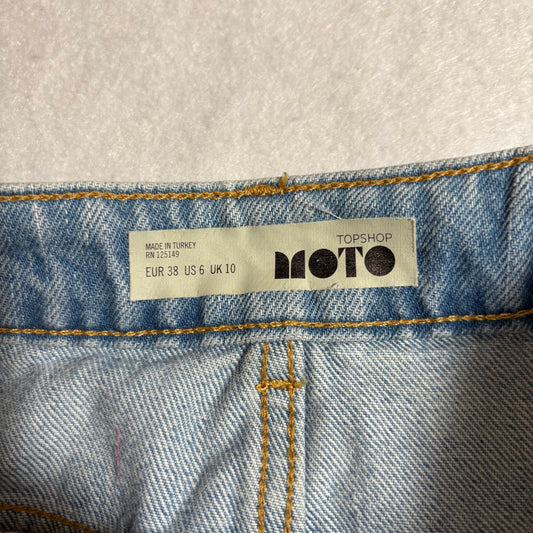 MADE IN TURKEY
RN 125149
EUR 38 US 6 UK 10
TOPSHOP
MOTO